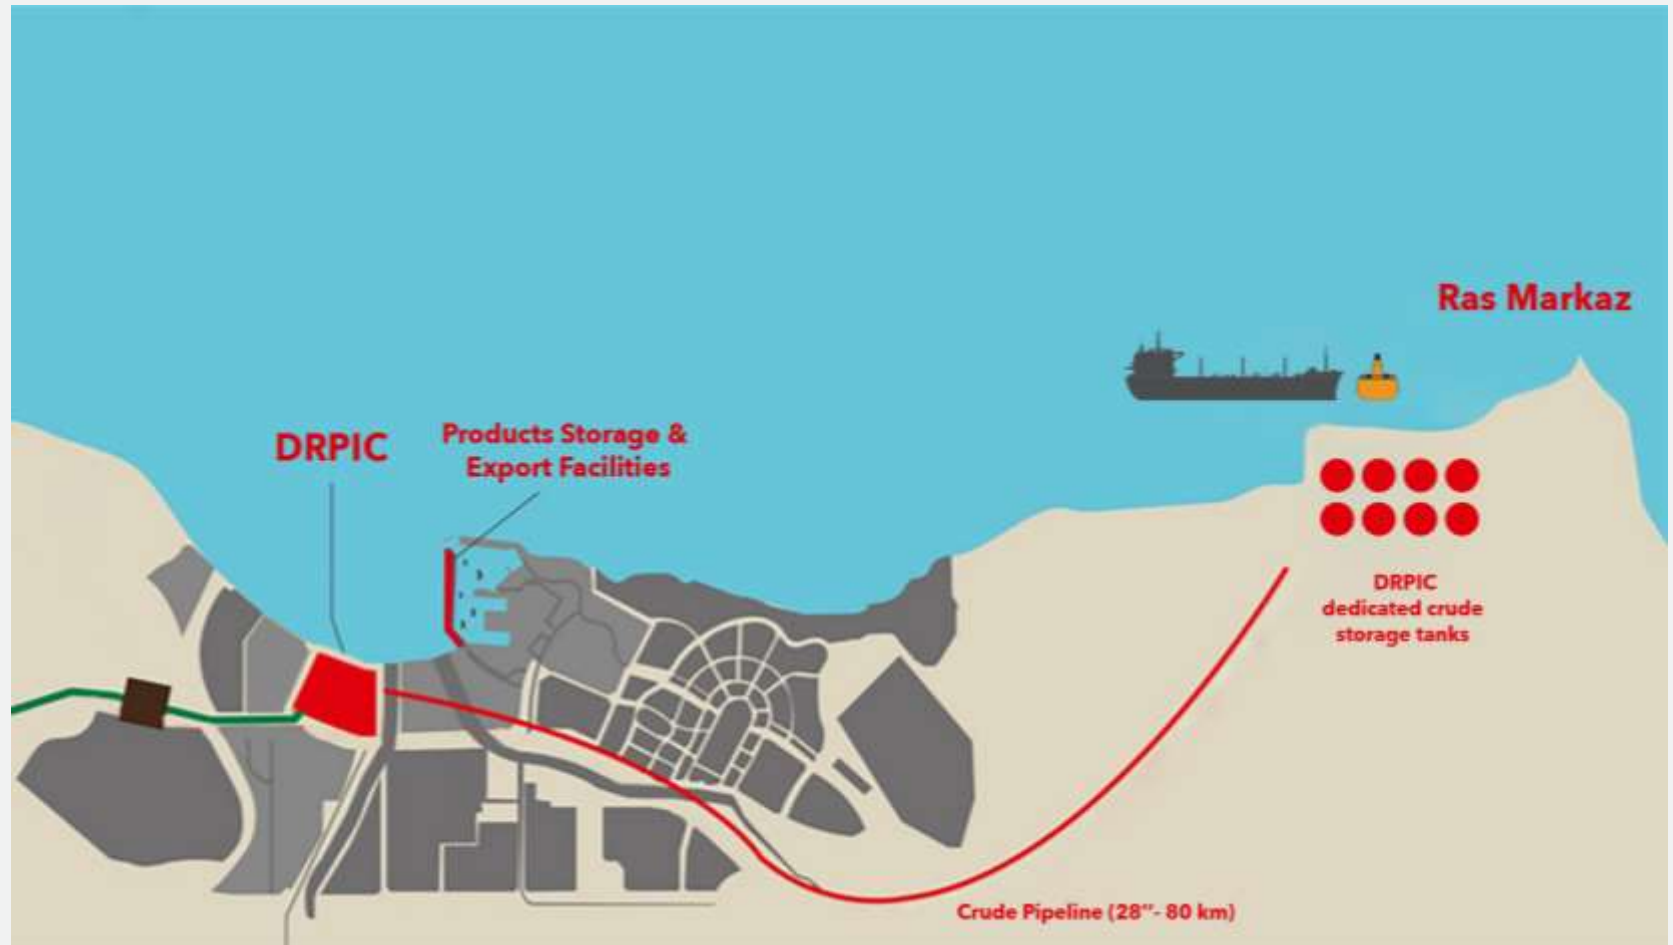 Ras Markaz
DRPIC
Products Storage &
Export Facilities
DRPIC
dedicated crude
storage tanks
Crude Pipeline (28”- 80 km)